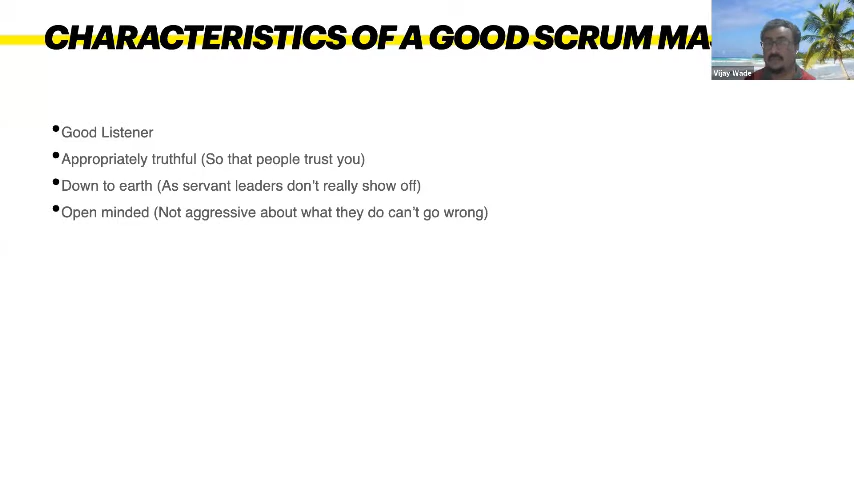 CHARACTERISTICS OF A GOOD SCRUM MAS
Vijay Wade
•Good Listener
•Appropriately truthful (So that people trust you)
•Down to earth (As servant leaders don't really show off)
•Open minded (Not aggressive about what they do can't go wrong)